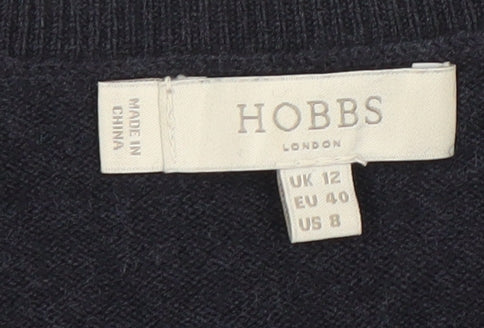 MADE IN
CHINA
HOBBS
LONDON
UK 12
EU 40
US 8